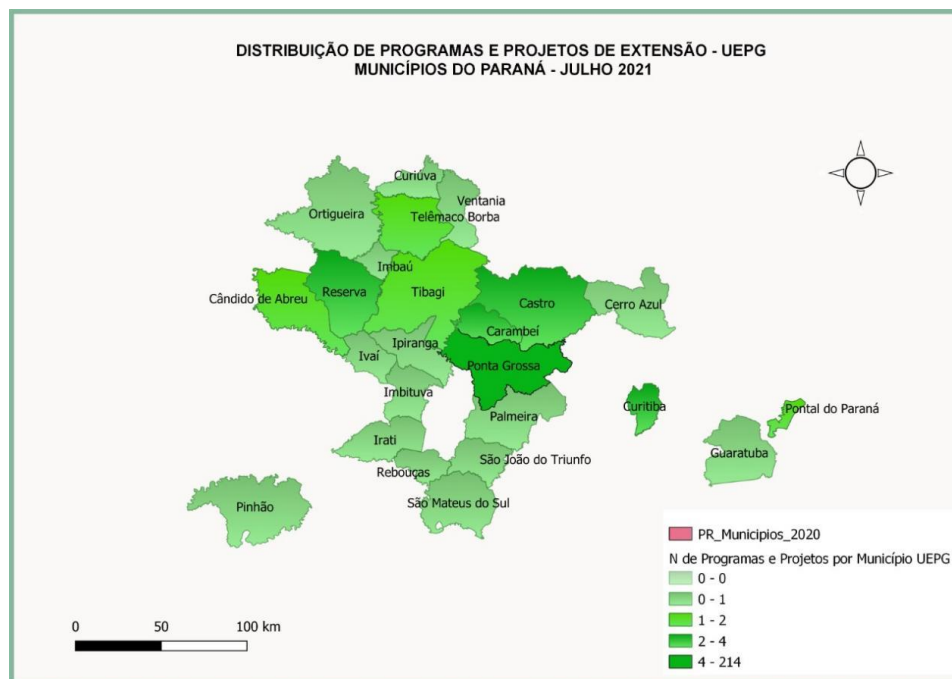 DISTRIBUIÇÃO DE PROGRAMAS E PROJETOS DE EXTENSÃO - UEPG
MUNICÍPIOS DO PARANÁ - JULHO 2021
Curiúva
Ventania
Ortigueira
Telêmaco Borba
Imbaú
Cândido de Abreu
Reserva
Tibagi
Castro
Cerro Azul
Carambeí
Ivaí
Ipiranga
Ponta Grossa
Imbituva
Palmeira
Curitiba
Pontal do Paraná
Irati
Guaratuba
Rebouças
São João do Triunfo
Pinhão
São Mateus do Sul
PR_Municipios_2020
N de Programas e Projetos por Município UEPG
0 - 0
0 - 1
1 - 2
2 - 4
4 - 214
0 50 100 km